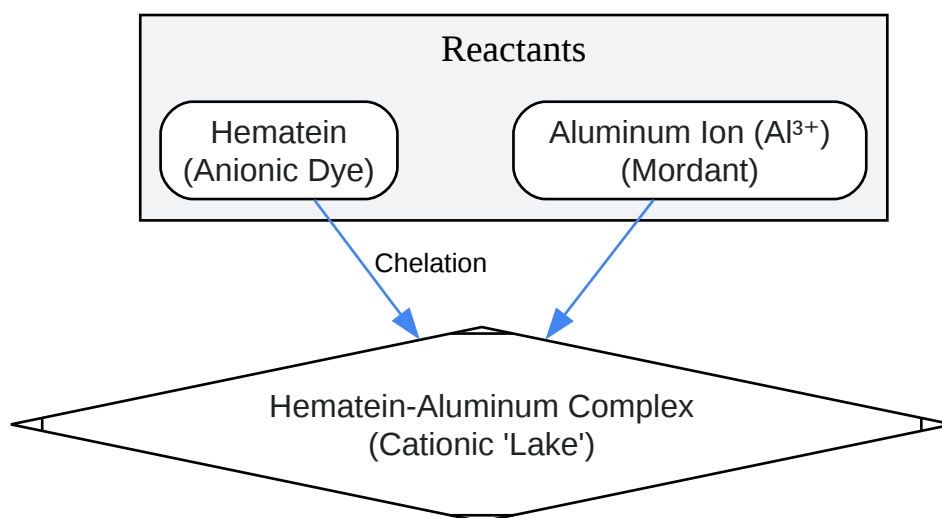 Reactants
Hematein
(Anionic Dye)
Aluminum Ion (Al³⁺)
(Mordant)
Chelation
Hematein-Aluminum Complex
(Cationic 'Lake')